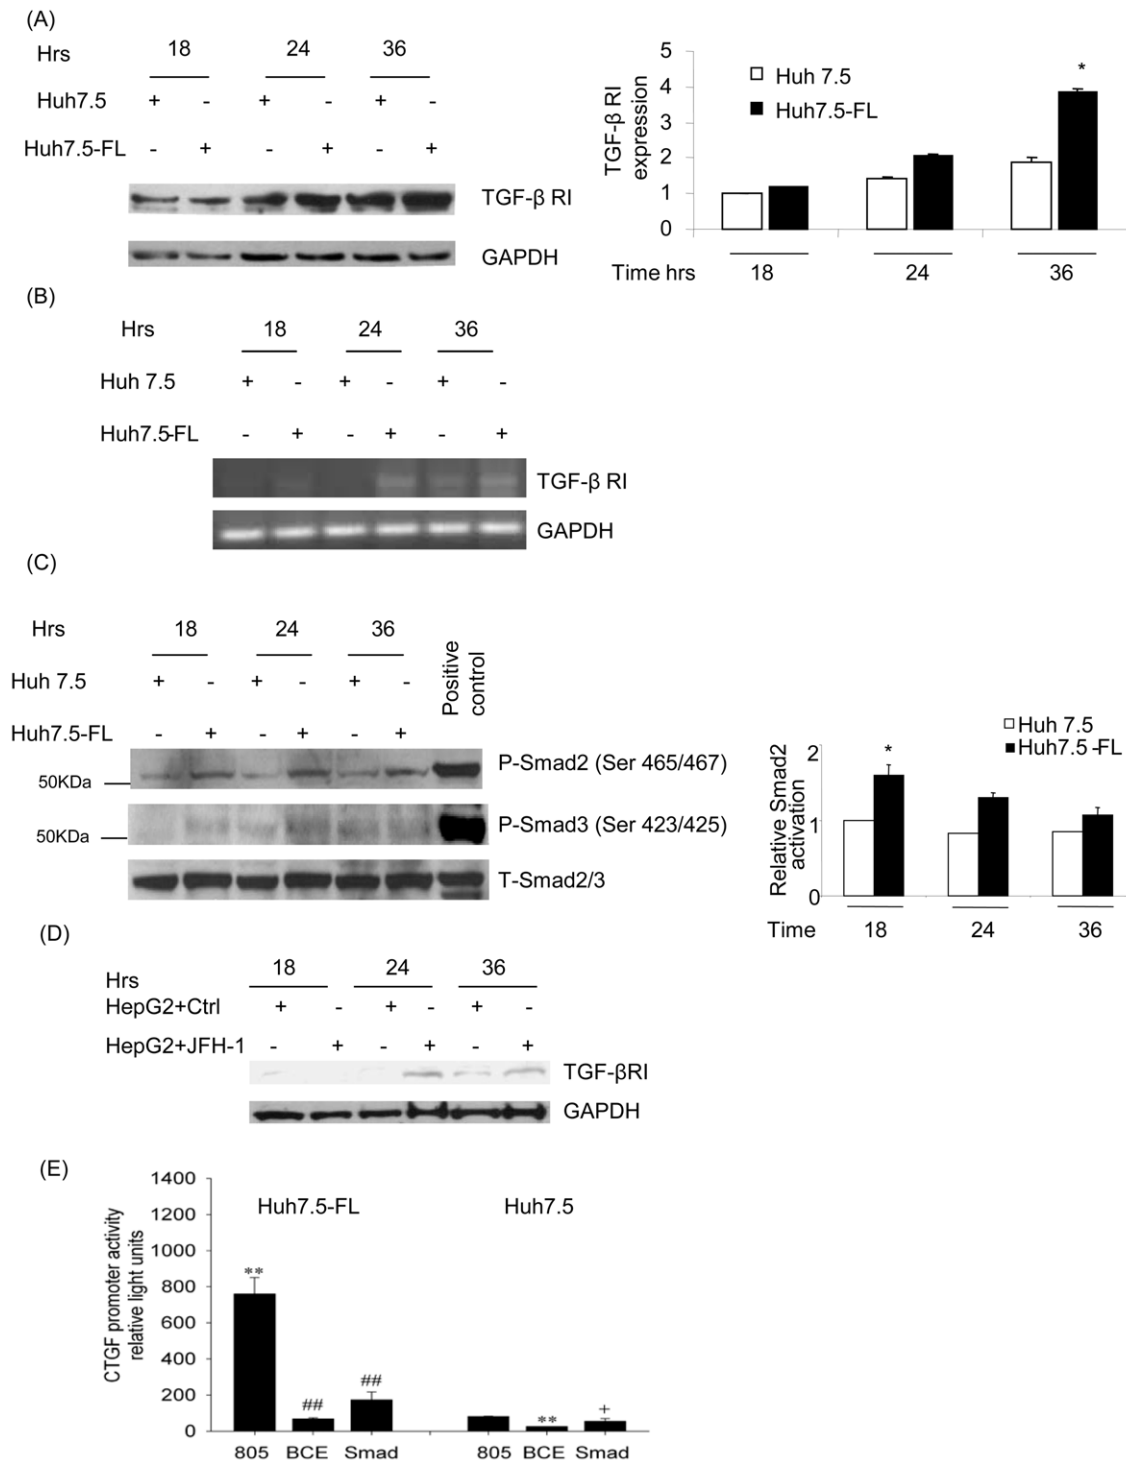 (A)
Hrs 18 24 36
Huh7.5 + - + - + -
Huh7.5-FL - + - + - +
TGF-β RI
GAPDH
TGF-β RI
expression
5
4
3
2
1
0
*
Huh 7.5
Huh7.5-FL
Time hrs 18 24 36
(B)
Hrs 18 24 36
Huh 7.5 + - + - + -
Huh7.5-FL - + - + - +
TGF-β RI
GAPDH
(C)
Hrs 18 24 36
Positive
control
Huh 7.5 + - + - + -
Huh7.5-FL - + - + - +
50KDa
P-Smad2 (Ser 465/467)
50KDa
P-Smad3 (Ser 423/425)
T-Smad2/3
Huh 7.5
Huh7.5-FL
Relative Smad2
activation
2
1
0
*
Time 18 24 36
(D)
Hrs 18 24 36
HepG2+Ctrl + - + - + -
HepG2+JFH-1 - + - + - +
TGF-βRI
GAPDH
(E)
CTGF promoter activity
relative light units
1400
1200
1000
800
600
400
200
0
Huh7.5-FL Huh7.5
** ## ## ** +
805 BCE Smad 805 BCE Smad